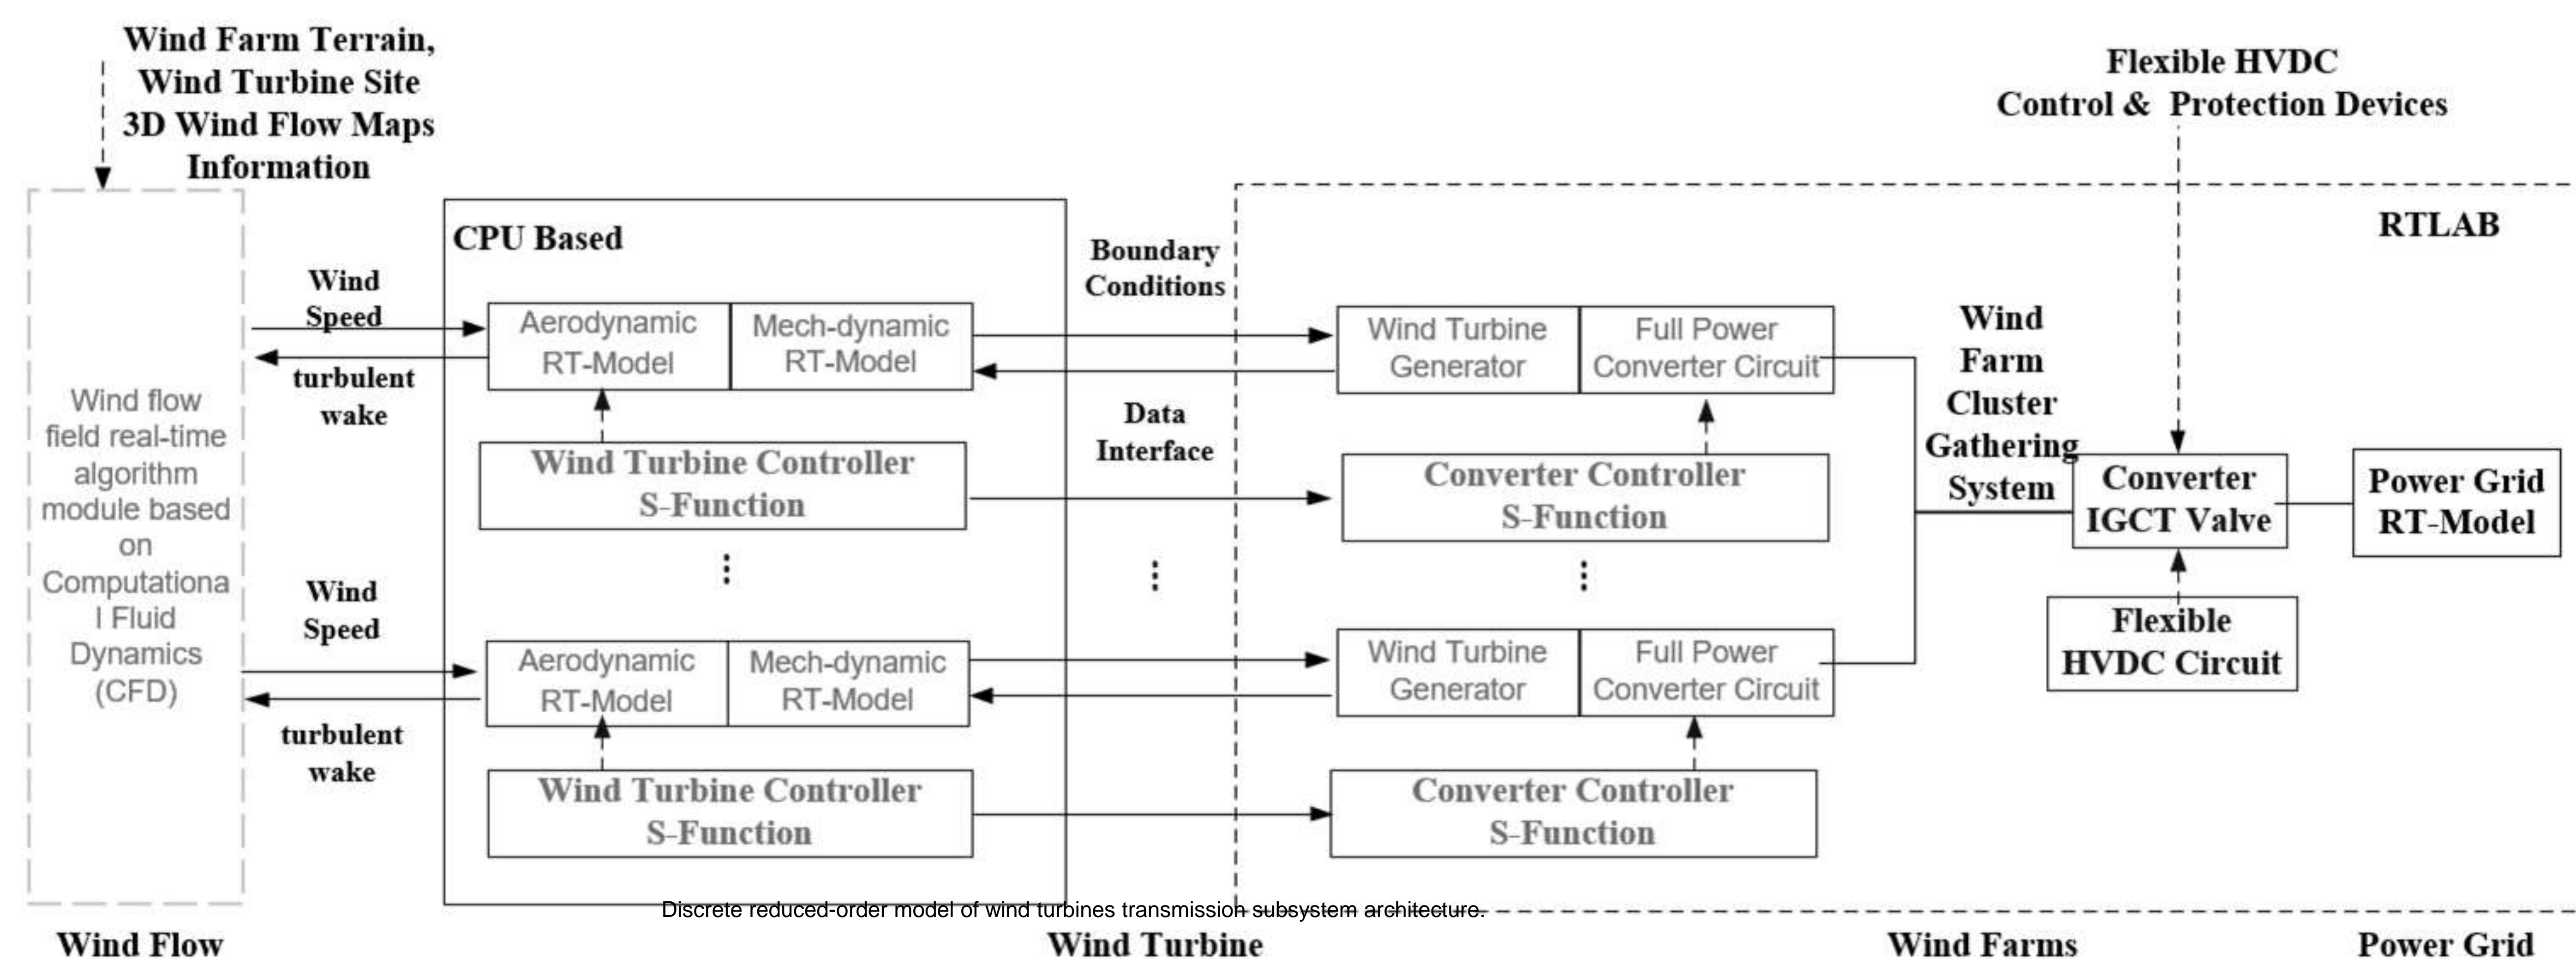 Wind Farm Terrain,
Wind Turbine Site
3D Wind Flow Maps
Information
Flexible HVDC
Control & Protection Devices
Wind flow
field real-time
algorithm
module based
on
Computationa
l Fluid
Dynamics
(CFD)
Wind
Speed
turbulent
wake
Wind
Speed
turbulent
wake
CPU Based
Aerodynamic
RT-Model
Mech-dynamic
RT-Model
Wind Turbine Controller
S-Function
Aerodynamic
RT-Model
Mech-dynamic
RT-Model
Wind Turbine Controller
S-Function
Boundary
Conditions
Data
Interface
RTLAB
Wind Turbine
Generator
Full Power
Converter Circuit
Converter Controller
S-Function
Wind Turbine
Generator
Full Power
Converter Circuit
Converter Controller
S-Function
Wind
Farm
Cluster
Gathering
System
Converter
IGCT Valve
Power Grid
RT-Model
Flexible
HVDC Circuit
Discrete reduced-order model of wind turbines transmission subsystem architecture.
Wind Flow
Wind Turbine
Wind Farms
Power Grid